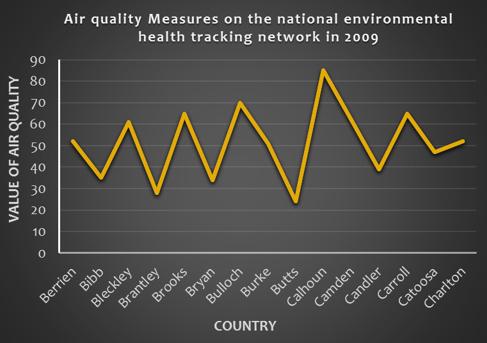 Air quality Measures on the national environmental
health tracking network in 2009
VALUE OF AIR QUALITY
90
80
70
60
50
40
30
20
10
0
Berrien
Bibb
Bleckley
Brantley
Brooks
Bryan
Bulloch
Burke
Butts
Calhoun
Camden
Candler
Carroll
Catoosa
Charlton
COUNTRY